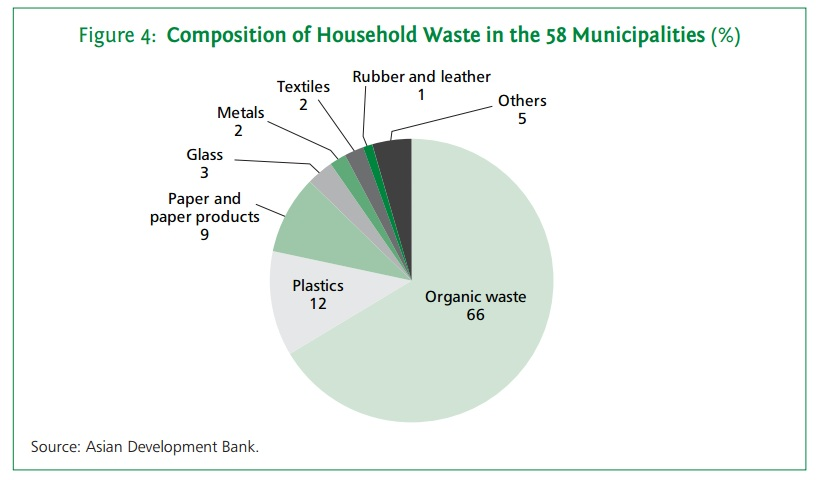 Figure 4: Composition of Household Waste in the 58 Municipalities (%)
Rubber and leather
1
Textiles
2
Others
5
Metals
2
Glass
3
Paper and
paper products
9
Plastics
12
Organic waste
66
Source: Asian Development Bank.